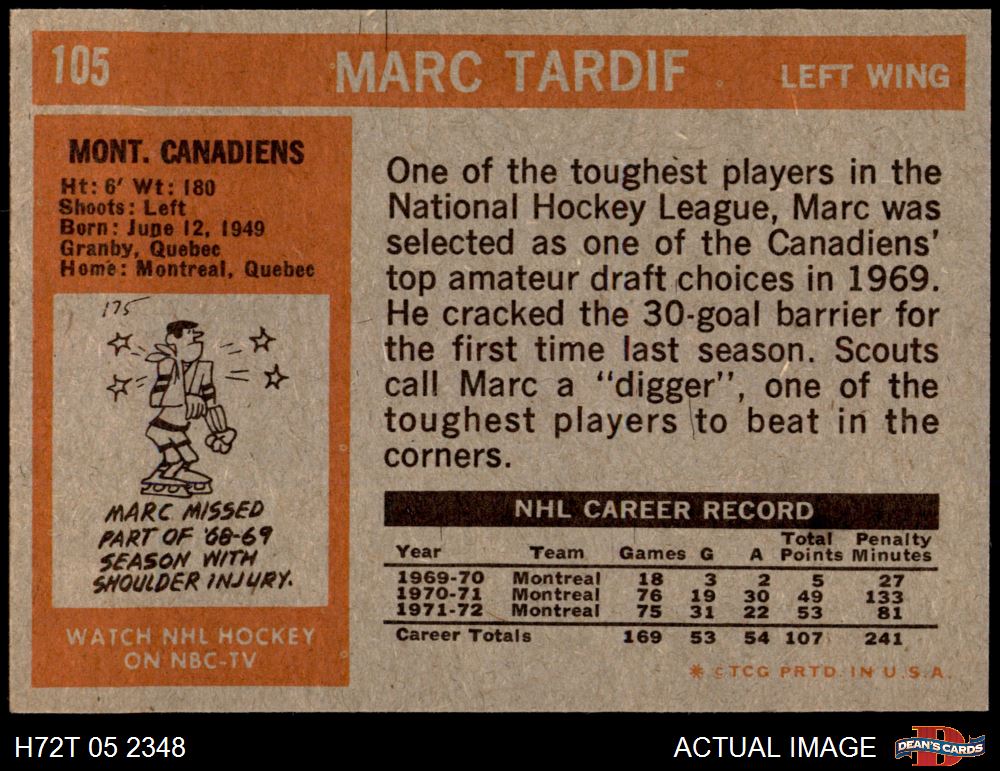 105 MARC TARDIF LEFT WING
MONT. CANADIENS
Ht: 6' Wt: 180
Shoots: Left
Born: June 12, 1949
Granby, Quebec
Home: Montreal, Quebec
175
MARC MISSED
PART OF '68-69
SEASON WITH
SHOULDER INJURY.
WATCH NHL HOCKEY
ON NBC-TV
One of the toughest players in the
National Hockey League, Marc was
selected as one of the Canadiens'
top amateur draft choices in 1969.
He cracked the 30-goal barrier for
the first time last season. Scouts
call Marc a "digger", one of the
toughest players to beat in the
corners.
NHL CAREER RECORD
Year Team Games G A Total Points Penalty Minutes
1969-70 Montreal 18 3 2 5 27
1970-71 Montreal 76 19 30 49 133
1971-72 Montreal 75 31 22 53 81
Career Totals 169 53 54 107 241
* © TCG PRTD. IN U.S.A.
H72T 05 2348 ACTUAL IMAGE DEAN'S CARDS